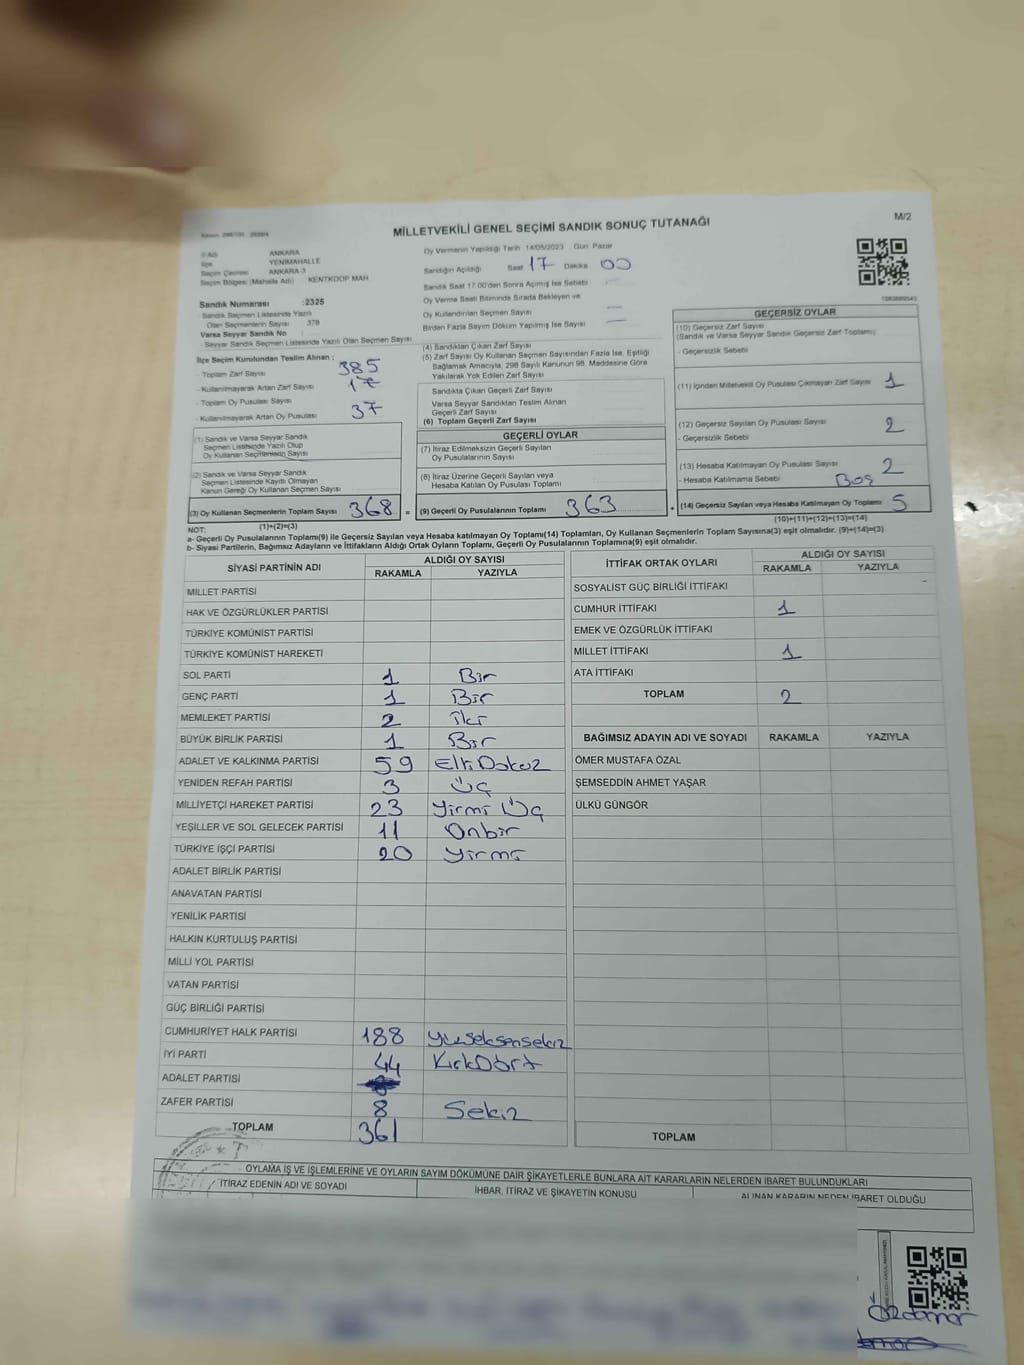 MİLLETVEKİLİ GENEL SEÇİMİ SANDIK SONUÇ TUTANAĞI
M/2
İl Adı ANKARA
İlçe YENİMAHALLE
Seçim Çevresi ANKARA-3
Seçim Bölgesi (Mahalle Adı) KENTKOOP MAH
Sandık Numarası :2325
Sandık Seçmen Listesinde Yazılı
Olan Seçmenlerin Sayısı 378
Varsa Seyyar Sandık No :
- Seyyar Sandık Seçmen Listesinde Yazılı Olan Seçmen Sayısı
İlçe Seçim Kurulundan Teslim Alınan :
- Toplam Zarf Sayısı 385
- Kullanılmayarak Artan Zarf Sayısı 17
- Toplam Oy Pusulası Sayısı
- Kullanılmayarak Artan Oy Pusulası 37
(1) Sandık ve Varsa Seyyar Sandık
Seçmen Listesinde Yazılı Olup
Oy Kullanan Seçmenlerin Sayısı
(2) Sandık ve Varsa Seyyar Sandık
Seçmen Listesinde Kayıtlı Olmayan
Kanun Gereği Oy Kullanan Seçmen Sayısı
(3) Oy Kullanan Seçmenlerin Toplam Sayısı 368 =
Oy Vermenin Yapıldığı Tarih :14/05/2023 Gün: Pazar
Sandığın Açıldığı Saat 17 Dakika 00
Sandık Saat 17.00'den Sonra Açılmış İse Sebebi
Oy Verme Saati Bitiminde Sırada Bekleyen ve
Oy Kullandırılan Seçmen Sayısı
Birden Fazla Sayım Döküm Yapılmış İse Sayısı
(4) Sandıktan Çıkan Zarf Sayısı
(5) Zarf Sayısı Oy Kullanan Seçmen Sayısından Fazla İse, Eşitliği
Sağlamak Amacıyla, 298 Sayılı Kanunun 98. Maddesine Göre
Yakılarak Yok Edilen Zarf Sayısı
Sandıkta Çıkan Geçerli Zarf Sayısı
Varsa Seyyar Sandıktan Teslim Alınan
Geçerli Zarf Sayısı
(6) Toplam Geçerli Zarf Sayısı
GEÇERLİ OYLAR
(7) İtiraz Edilmeksizin Geçerli Sayılan
Oy Pusulalarının Sayısı
(8) İtiraz Üzerine Geçerli Sayılan veya
Hesaba Katılan Oy Pusulası Toplamı
(9) Geçerli Oy Pusulalarının Toplamı 363 +
GEÇERSİZ OYLAR
(10) Geçersiz Zarf Sayısı
(Sandık ve Varsa Seyyar Sandık Geçersiz Zarf Toplamı)
- Geçersizlik Sebebi
(11) İçinden Milletvekili Oy Pusulası Çıkmayan Zarf Sayısı 1
(12) Geçersiz Sayılan Oy Pusulası Sayısı 2
- Geçersizlik Sebebi
(13) Hesaba Katılmayan Oy Pusulası Sayısı 2
- Hesaba Katılmama Sebebi Boş
(14) Geçersiz Sayılan veya Hesaba Katılmayan Oy Toplamı 5
NOT: (1)+(2)=(3) (10)+(11)+(12)+(13)=(14)
a- Geçerli Oy Pusulalarının Toplamı(9) ile Geçersiz Sayılan veya Hesaba katılmayan Oy Toplamı(14) Toplamları, Oy Kullanan Seçmenlerin Toplam Sayısına(3) eşit olmalıdır. (9)+(14)=(3)
b- Siyasi Partilerin, Bağımsız Adayların ve İttifakların Aldığı Ortak Oyların Toplamı, Geçerli Oy Pusulalarının Toplamına(9) eşit olmalıdır.
SİYASİ PARTİNİN ADI ALDIĞI OY SAYISI
RAKAMLA YAZIYLA
MİLLET PARTİSİ
HAK VE ÖZGÜRLÜKLER PARTİSİ
TÜRKİYE KOMÜNİST PARTİSİ
TÜRKİYE KOMÜNİST HAREKETİ
SOL PARTİ 1 Bir
GENÇ PARTİ 1 Bir
MEMLEKET PARTİSİ 2 İki
BÜYÜK BİRLİK PARTİSİ 1 Bir
ADALET VE KALKINMA PARTİSİ 59 Elli Dokuz
YENİDEN REFAH PARTİSİ 3 Üç
MİLLİYETÇİ HAREKET PARTİSİ 23 Yirmi Üç
YEŞİLLER VE SOL GELECEK PARTİSİ 11 Onbir
TÜRKİYE İŞÇİ PARTİSİ 20 Yirmi
ADALET BİRLİK PARTİSİ
ANAVATAN PARTİSİ
YENİLİK PARTİSİ
HALKIN KURTULUŞ PARTİSİ
MİLLİ YOL PARTİSİ
VATAN PARTİSİ
GÜÇ BİRLİĞİ PARTİSİ
CUMHURİYET HALK PARTİSİ 188 Yüzseksensekiz
İYİ PARTİ 44 KırkDört
ADALET PARTİSİ
ZAFER PARTİSİ 8 Sekiz
TOPLAM 361
İTTİFAK ORTAK OYLARI ALDIĞI OY SAYISI
RAKAMLA YAZIYLA
SOSYALİST GÜÇ BİRLİĞİ İTTİFAKI
CUMHUR İTTİFAKI 1
EMEK VE ÖZGÜRLÜK İTTİFAKI
MİLLET İTTİFAKI 1
ATA İTTİFAKI
TOPLAM 2
BAĞIMSIZ ADAYIN ADI VE SOYADI RAKAMLA YAZIYLA
ÖMER MUSTAFA ÖZAL
ŞEMSEDDİN AHMET YAŞAR
ÜLKÜ GÜNGÖR
TOPLAM
OYLAMA İŞ VE İŞLEMLERİNE VE OYLARIN SAYIM DÖKÜMÜNE DAİR ŞİKAYETLERLE BUNLARA AİT KARARLARIN NELERDEN İBARET BULUNDUKLARI
İTİRAZ EDENİN ADI VE SOYADI İHBAR, İTİRAZ VE ŞİKAYETİN KONUSU ALINAN KARARIN NEDEN İBARET OLDUĞU